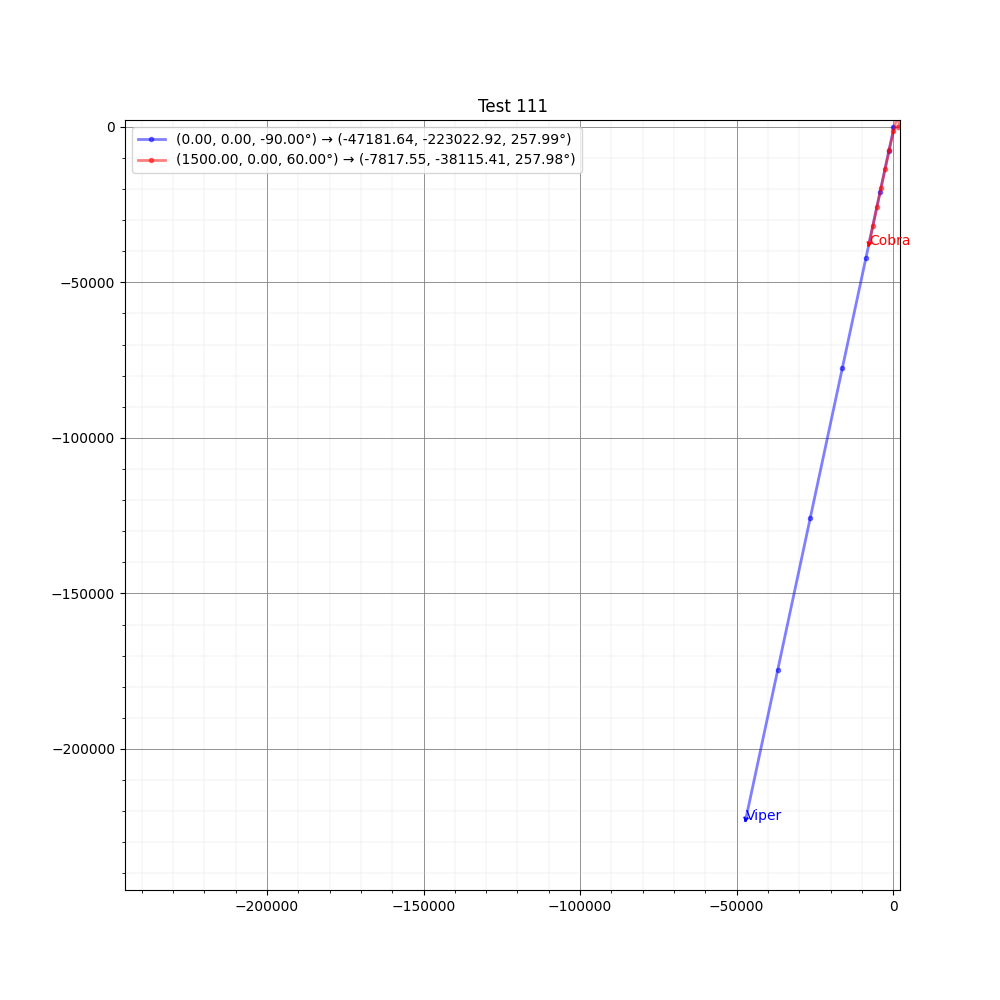 Test 111
0
(0.00, 0.00, -90.00°) → (-47181.64, -223022.92, 257.99°)
(1500.00, 0.00, 60.00°) → (-7817.55, -38115.41, 257.98°)
Cobra
−50000
−100000
−150000
−200000
Viper
−200000 −150000 −100000 −50000 0